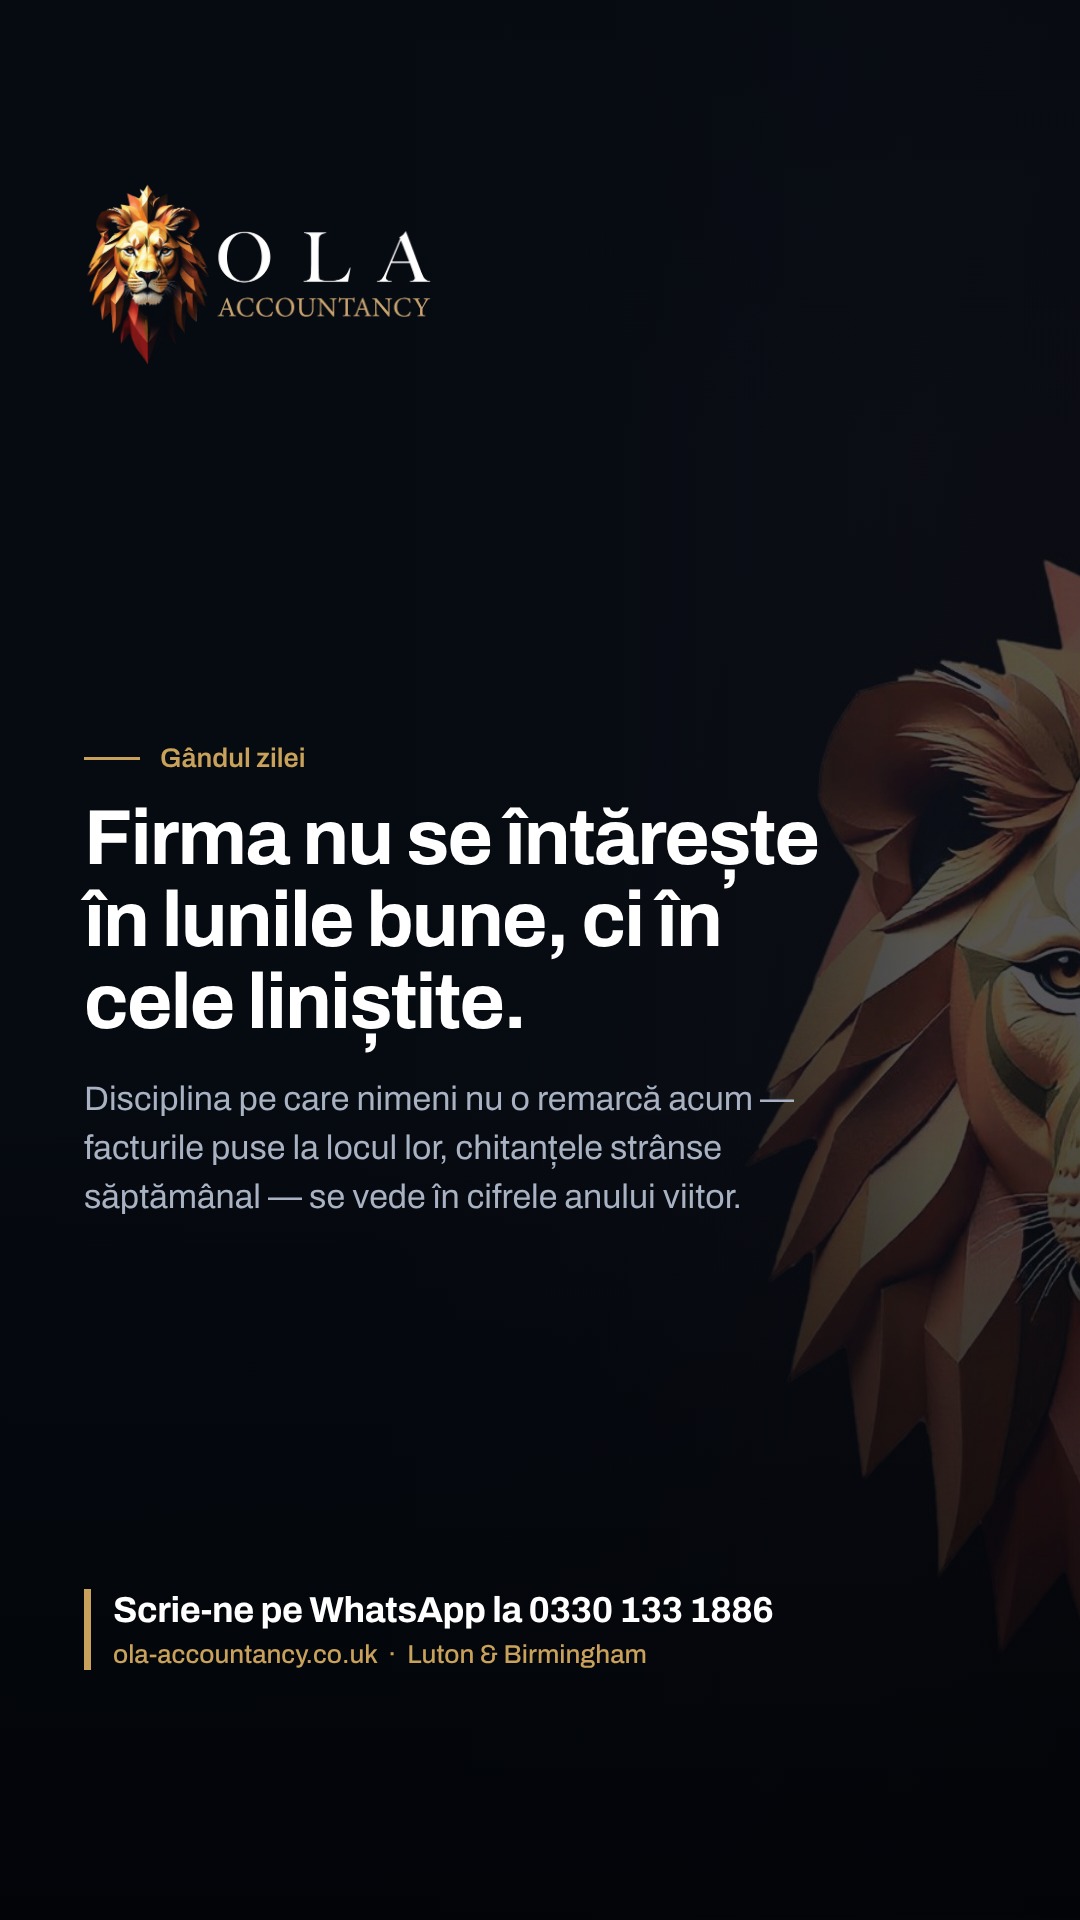 OLA
ACCOUNTANCY
Gândul zilei
Firma nu se întărește
în lunile bune, ci în
cele liniștite.
Disciplina pe care nimeni nu o remarcă acum —
facturile puse la locul lor, chitanțele strânse
săptămânal — se vede în cifrele anului viitor.
Scrie-ne pe WhatsApp la 0330 133 1886
ola-accountancy.co.uk · Luton & Birmingham